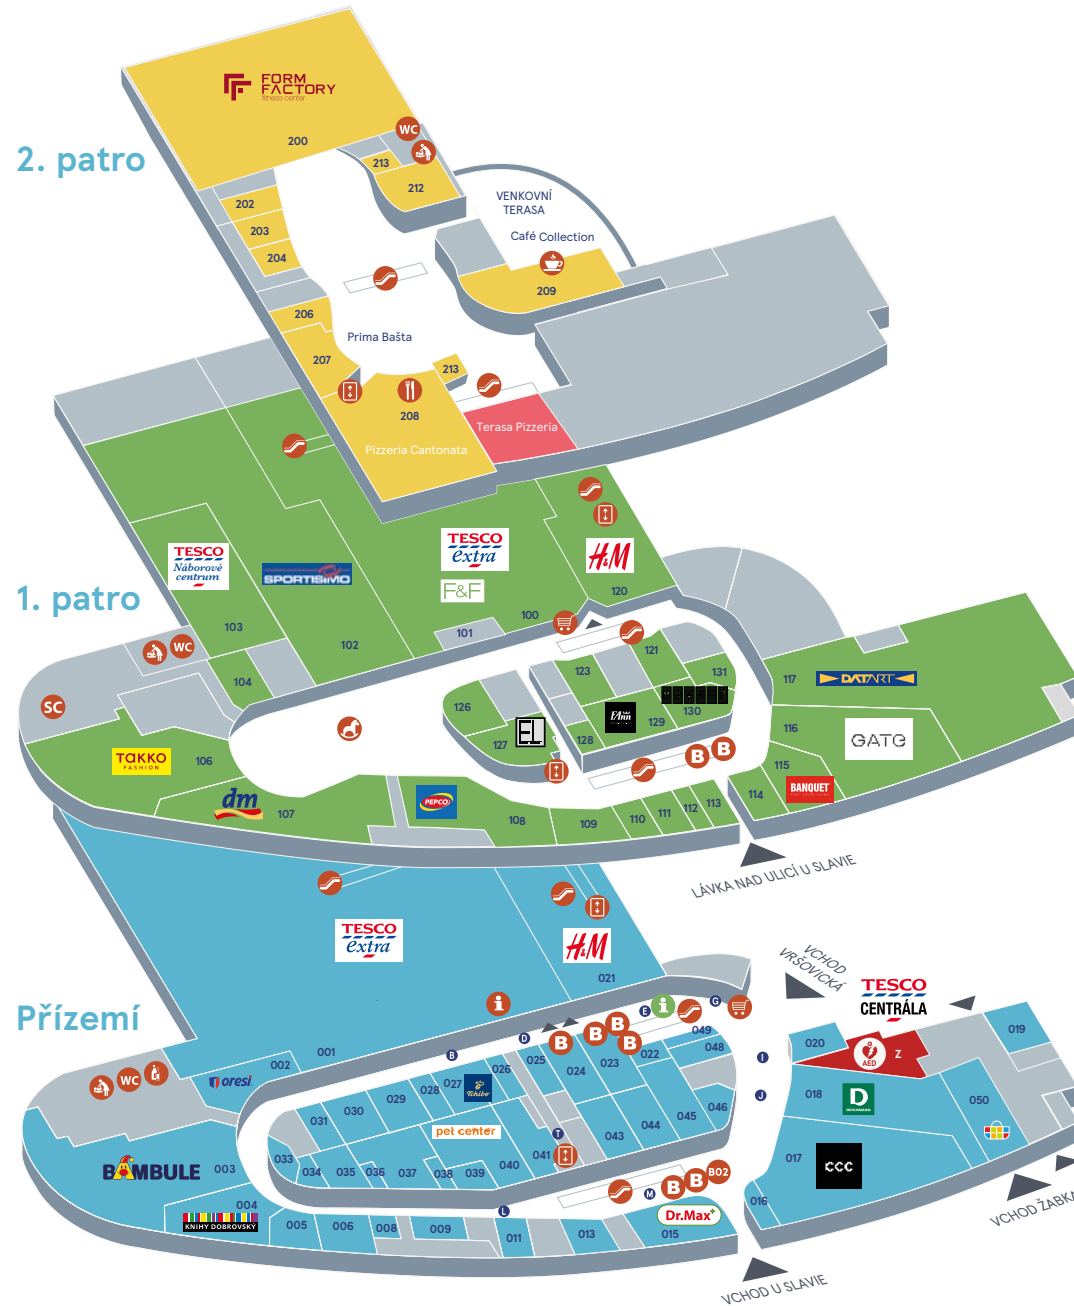 FORM
FACTORY
fitness center
200
WC
2. patro
213
212
VENKOVNÍ
TERASA
202
203
204
Café Collection
209
206
Prima Bašta
207
213
208
Terasa Pizzeria
Pizzeria Cantonata
TESCO
Náborové
centrum
SPORTISIMO
TESCO
extra
F&F
H&M
1. patro
100
120
101
103
102
WC
104
SC
121
123
131
117
DATART
126
l'Ann
130
129
116
GATE
127
EL
128
B
B
TAKKO
FASHION
106
115
BANQUET
114
dm
107
PEPCO
108
109
110
111
112
113
LÁVKA NAD ULICÍ U SLAVIE
TESCO
extra
H&M
021
VCHOD
VRŠOVICKÁ
TESCO
CENTRÁLA
Přízemí
001
002
E
G
D
B
B
B
B
B
049
048
025
022
020
AED
Z
019
I
WC
oresi
026
024
023
027
Tchibo
028
029
030
031
046
045
044
043
J
018
D
DEICHMANN
050
pet center
T
041
040
BAMBULE
003
033
034
035
036
037
038
039
017
CCC
004
KNIHY DOBROVSKÝ
M
B
B
B02
L
016
005
006
008
009
011
013
Dr.Max+
015
VCHOD ŽABKA
VCHOD U SLAVIE